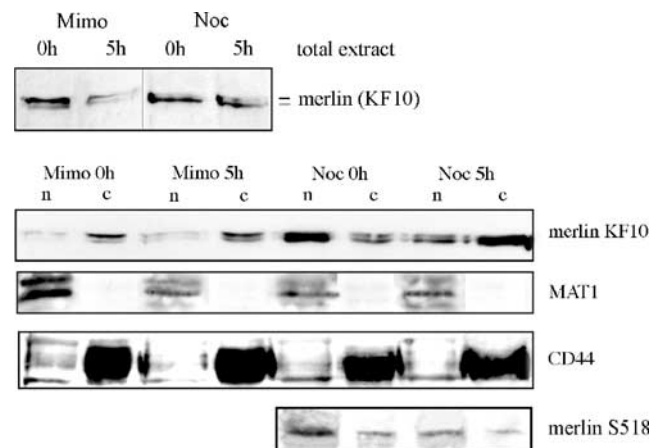 Mimo Noc
0h 5h 0h 5h total extract
merlin (KF10)
Mimo 0h Mimo 5h Noc 0h Noc 5h
n c n c n c n c
merlin KF10
MAT1
CD44
merlin S518